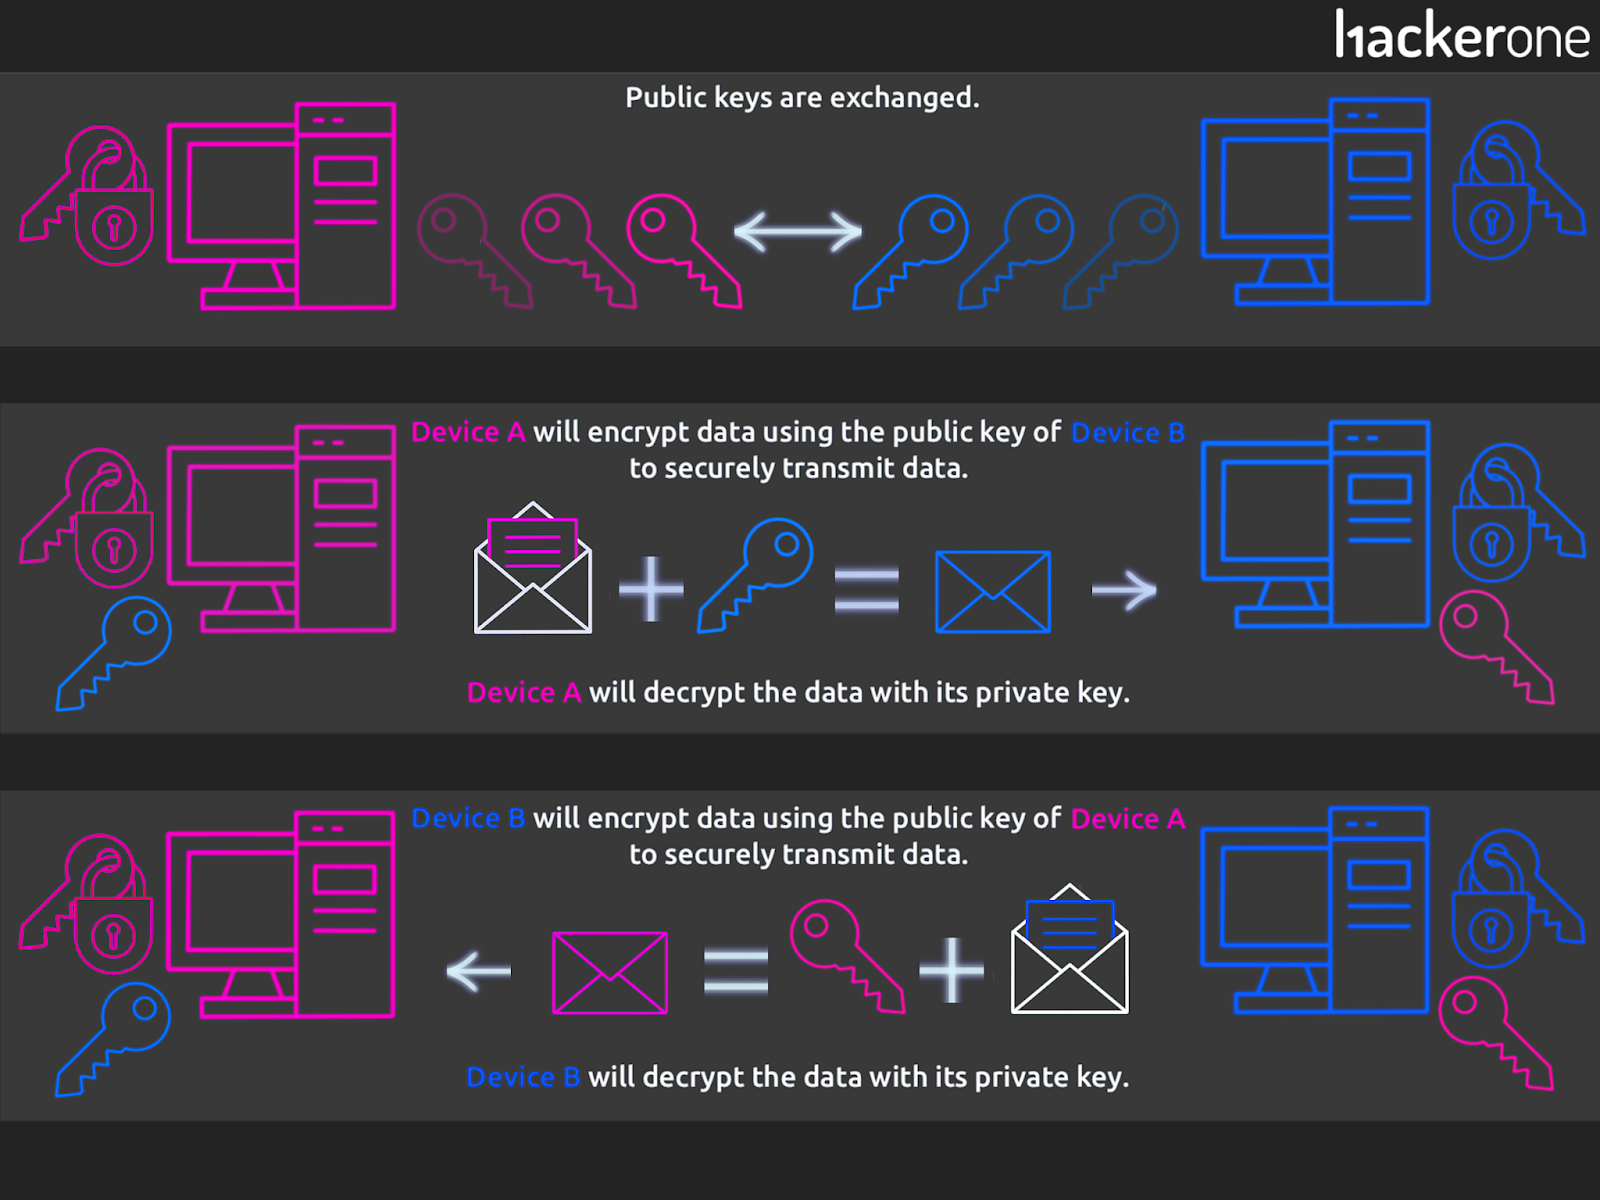 hackerone
Public keys are exchanged.
Device A will encrypt data using the public key of Device B
to securely transmit data.
Device A will decrypt the data with its private key.
Device B will encrypt data using the public key of Device A
to securely transmit data.
Device B will decrypt the data with its private key.